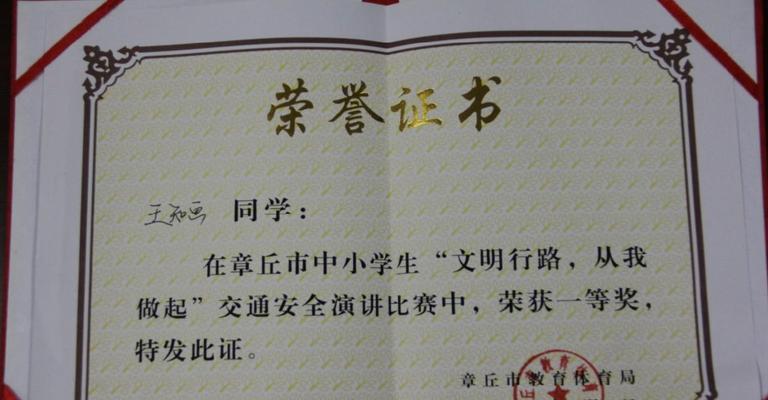 荣誉证书
王知画 同学：
在章丘市中小学生“文明行路，从我
做起”交通安全演讲比赛中，荣获一等奖，
特发此证。
章丘市教育体育局